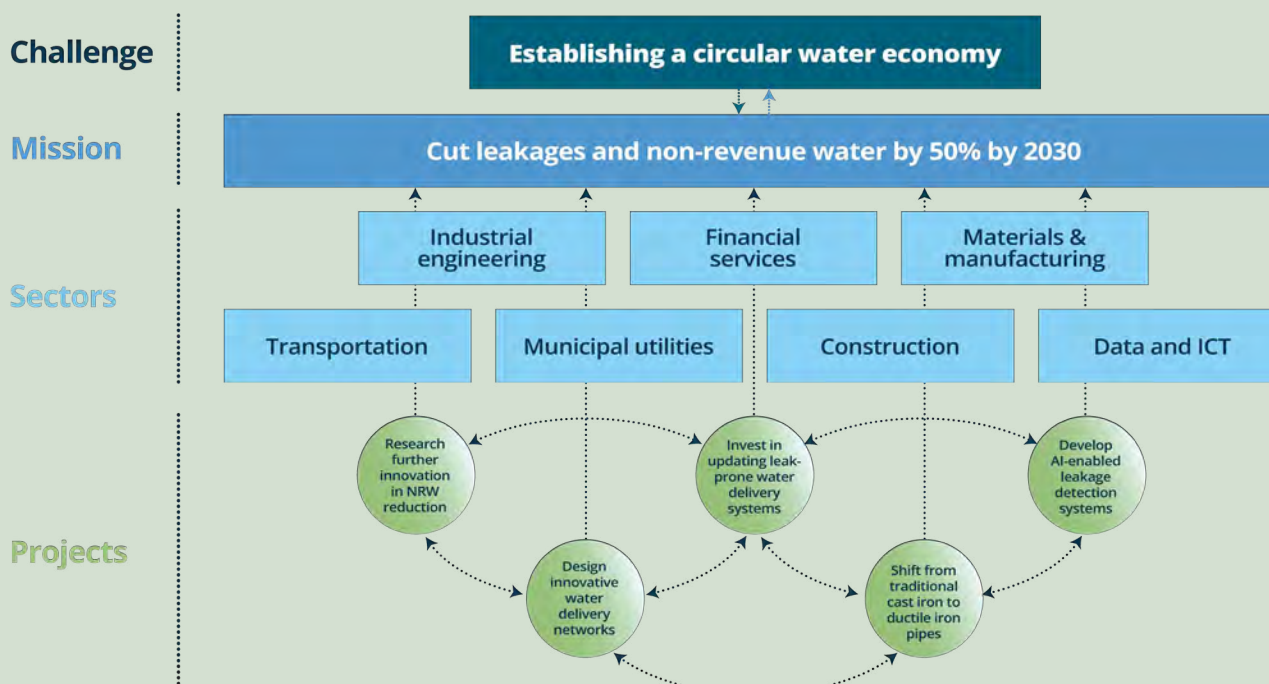 Challenge
Establishing a circular water economy
Mission
Cut leakages and non-revenue water by 50% by 2030
Sectors
Industrial
engineering
Financial
services
Materials &
manufacturing
Transportation
Municipal utilities
Construction
Data and ICT
Projects
Research
further
innovation
in NRW
reduction
Invest in
updating leak-
prone water
delivery
systems
Develop
AI-enabled
leakage
detection
systems
Design
innovative
water
delivery
networks
Shift from
traditional
cast iron to
ductile iron
pipes